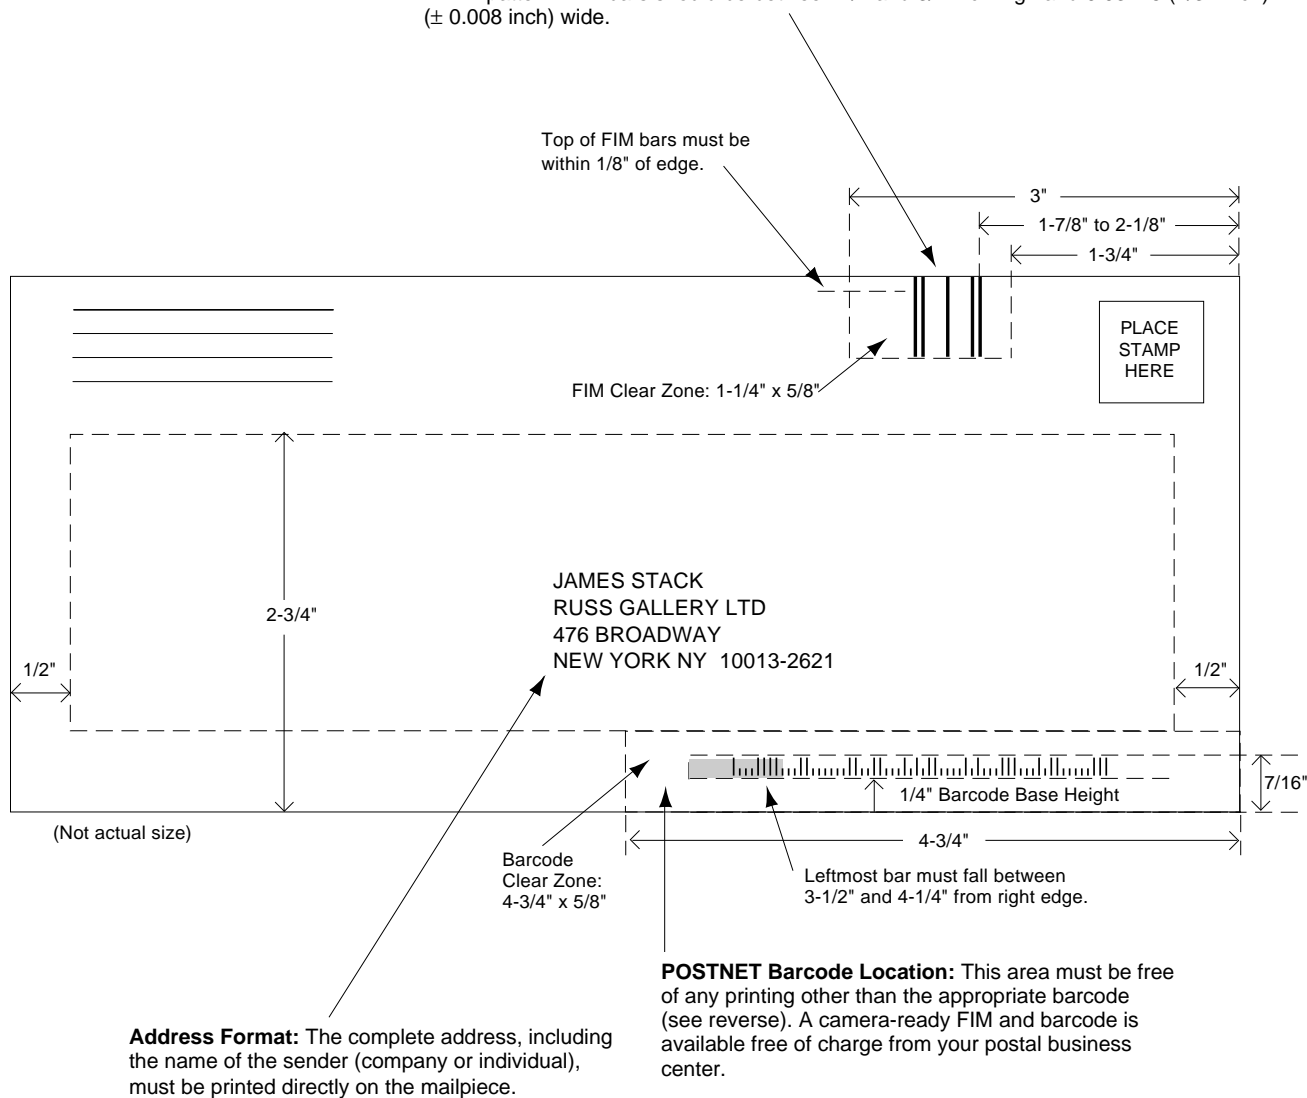 (± 0.008 inch) wide.
Top of FIM bars must be
within 1/8" of edge.
3"
1-7/8" to 2-1/8"
1-3/4"
PLACE
STAMP
HERE
FIM Clear Zone: 1-1/4" x 5/8"
2-3/4"
JAMES STACK
RUSS GALLERY LTD
476 BROADWAY
NEW YORK NY  10013-2621
1/2"
1/2"
7/16"
1/4" Barcode Base Height
(Not actual size)
4-3/4"
Barcode
Clear Zone:
4-3/4" x 5/8"
Leftmost bar must fall between
3-1/2" and 4-1/4" from right edge.
POSTNET Barcode Location: This area must be free
of any printing other than the appropriate barcode
(see reverse). A camera-ready FIM and barcode is
available free of charge from your postal business
center.
Address Format: The complete address, including
the name of the sender (company or individual),
must be printed directly on the mailpiece.